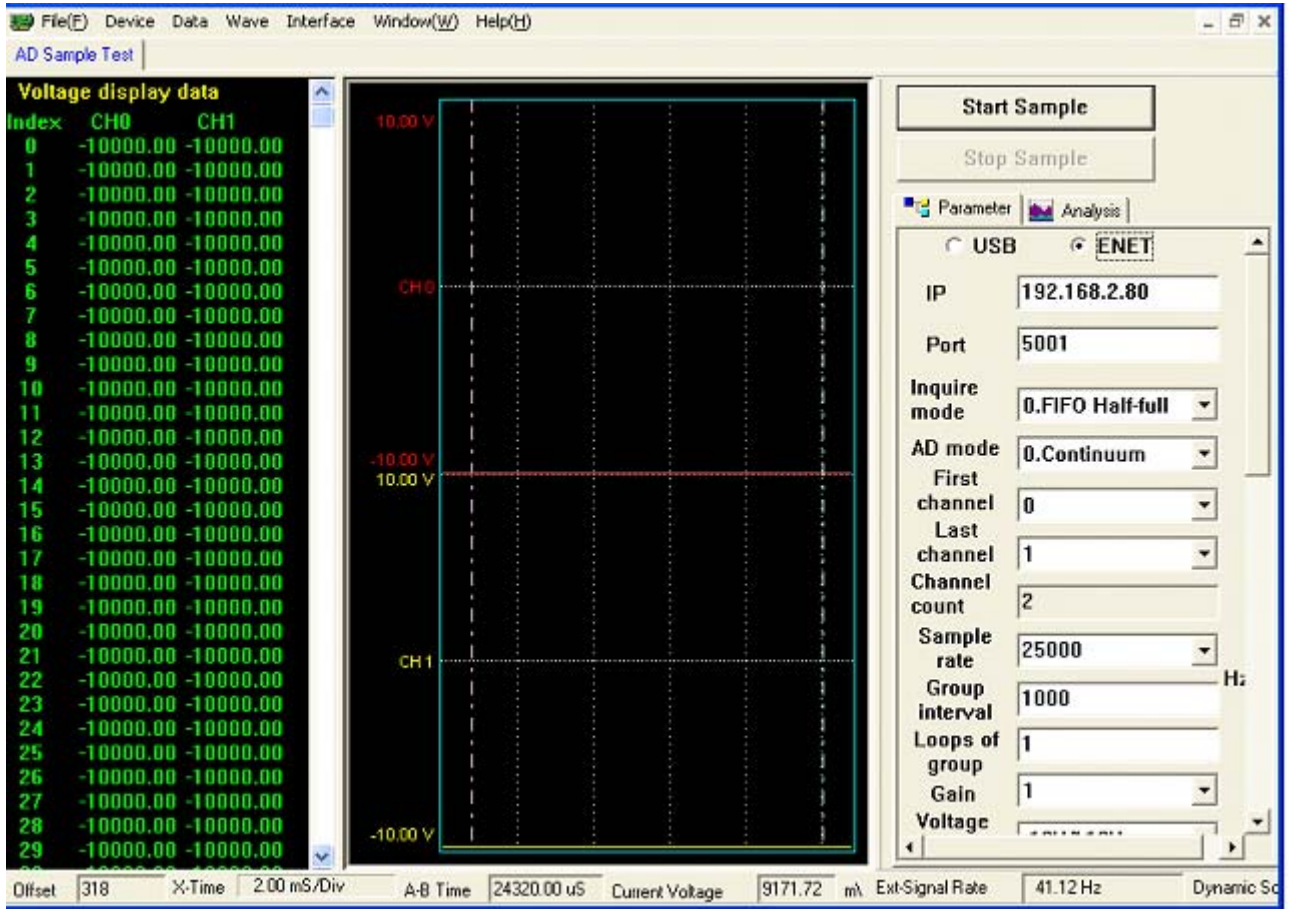 File(F) Device Data Wave Interface Window(W) Help(H)
AD Sample Test
Voltage display data
Index CH0 CH1
0 -10000.00 -10000.00
1 -10000.00 -10000.00
2 -10000.00 -10000.00
3 -10000.00 -10000.00
4 -10000.00 -10000.00
5 -10000.00 -10000.00
6 -10000.00 -10000.00
7 -10000.00 -10000.00
8 -10000.00 -10000.00
9 -10000.00 -10000.00
10 -10000.00 -10000.00
11 -10000.00 -10000.00
12 -10000.00 -10000.00
13 -10000.00 -10000.00
14 -10000.00 -10000.00
15 -10000.00 -10000.00
16 -10000.00 -10000.00
17 -10000.00 -10000.00
18 -10000.00 -10000.00
19 -10000.00 -10000.00
20 -10000.00 -10000.00
21 -10000.00 -10000.00
22 -10000.00 -10000.00
23 -10000.00 -10000.00
24 -10000.00 -10000.00
25 -10000.00 -10000.00
26 -10000.00 -10000.00
27 -10000.00 -10000.00
28 -10000.00 -10000.00
29 -10000.00 -10000.00
10.00 V
CH 0
-10.00 V
10.00 V
CH 1
-10.00 V
Start Sample
Stop Sample
Parameter Analysis
USB ENET
IP 192.168.2.80
Port 5001
Inquire mode 0.FIFO Half-full
AD mode 0.Continuum
First channel 0
Last channel 1
Channel count 2
Sample rate 25000
Hz
Group interval 1000
Loops of group 1
Gain 1
Voltage
Offset 318 X-Time 2.00 mS/Div A-B Time 24320.00 uS Current Voltage 9171.72 Ext-Signal Rate 41.12 Hz Dynamic